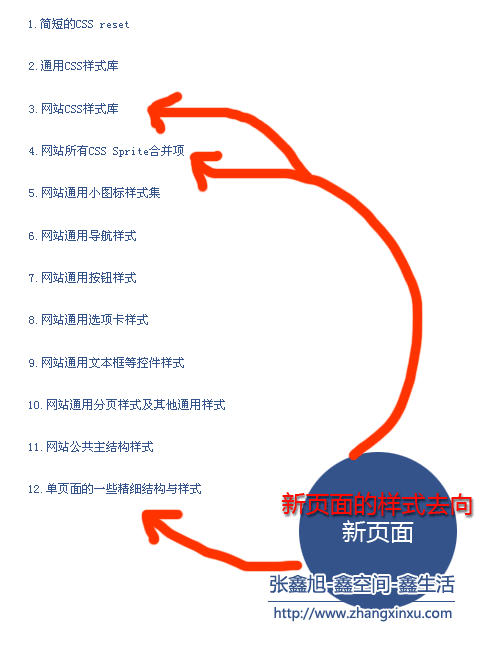 1. 简短的CSS reset
2. 通用CSS样式库
3. 网站CSS样式库
4. 网站所有CSS Sprite合并项
5. 网站通用小图标样式集
6. 网站通用导航样式
7. 网站通用按钮样式
8. 网站通用选项卡样式
9. 网站通用文本框等控件样式
10. 网站通用分页样式及其他通用样式
11. 网站公共主结构样式
12. 单页面的一些精细结构与样式
新页面的样式去向
新页面
张鑫旭-鑫空间-鑫生活
http://www.zhangxinxu.com